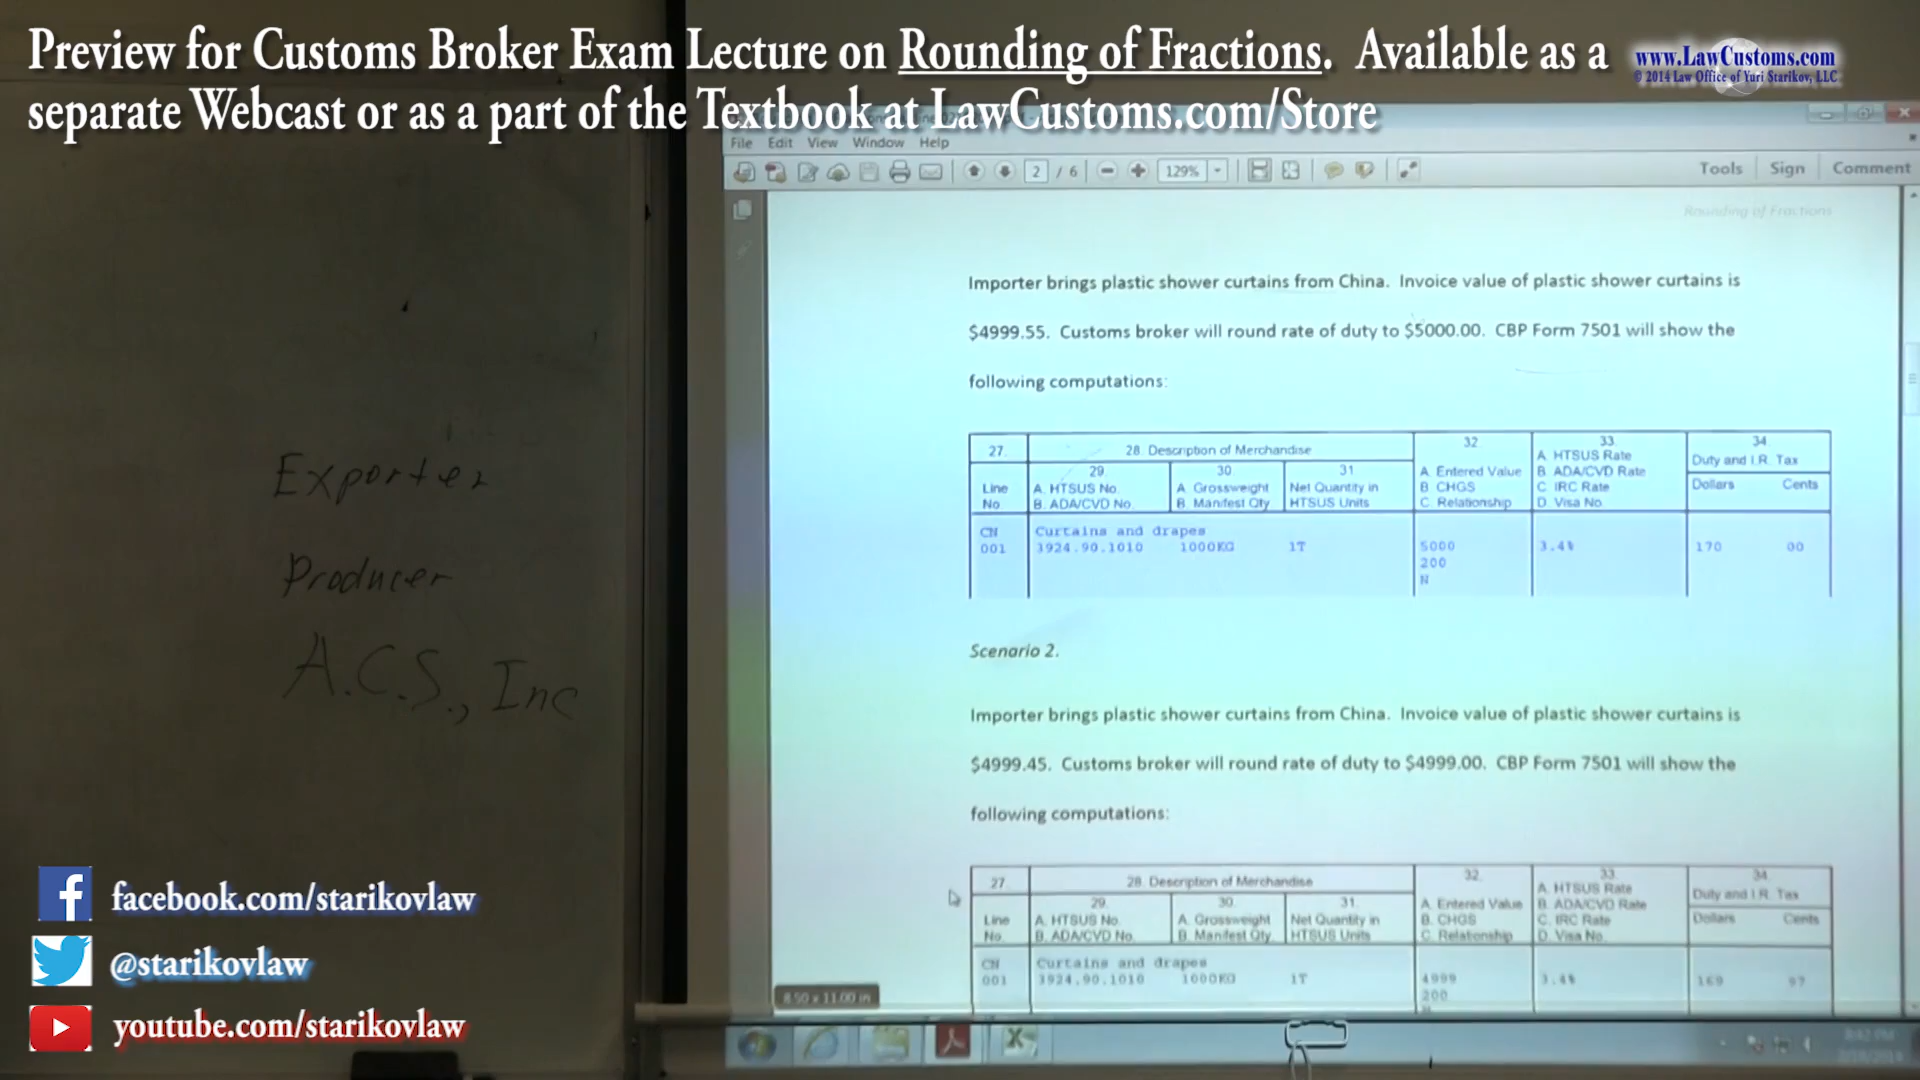 Preview for Customs Broker Exam Lecture on Rounding of Fractions. Available as a
separate Webcast or as a part of the Textbook at LawCustoms.com/Store
www.LawCustoms.com
© 2014 Law Office of Yuri Starikov, LLC
File Edit View Window Help
2 / 6 129% Tools Sign Comment
Rounding of Fractions
Importer brings plastic shower curtains from China. Invoice value of plastic shower curtains is
$4999.55. Customs broker will round rate of duty to $5000.00. CBP Form 7501 will show the
following computations:
27. 28. Description of Merchandise 32. 33. 34.
29. 30. 31. A. HTSUS Rate Duty and I.R. Tax
Line A. HTSUS No. A. Grossweight Net Quantity in A. Entered Value B. ADA/CVD Rate Dollars Cents
No. B. ADA/CVD No. B. Manifest Qty. HTSUS Units B. CHGS C. IRC Rate
C. Relationship D. Visa No.
CN Curtains and drapes
001 3924.90.1010 1000KG 1T 5000 3.4% 170 00
200
N
Scenario 2.
Importer brings plastic shower curtains from China. Invoice value of plastic shower curtains is
$4999.45. Customs broker will round rate of duty to $4999.00. CBP Form 7501 will show the
following computations:
27. 28. Description of Merchandise 32. 33. 34.
29. 30. 31. A. HTSUS Rate Duty and I.R. Tax
Line A. HTSUS No. A. Grossweight Net Quantity in A. Entered Value B. ADA/CVD Rate Dollars Cents
No. B. ADA/CVD No. B. Manifest Qty. HTSUS Units B. CHGS C. IRC Rate
C. Relationship D. Visa No.
CN Curtains and drapes
001 3924.90.1010 1000KG 1T 4999 3.4% 169 97
200
8.50 x 11.00 in
Exporter
Producer
A.C.S., Inc
facebook.com/starikovlaw
@starikovlaw
youtube.com/starikovlaw